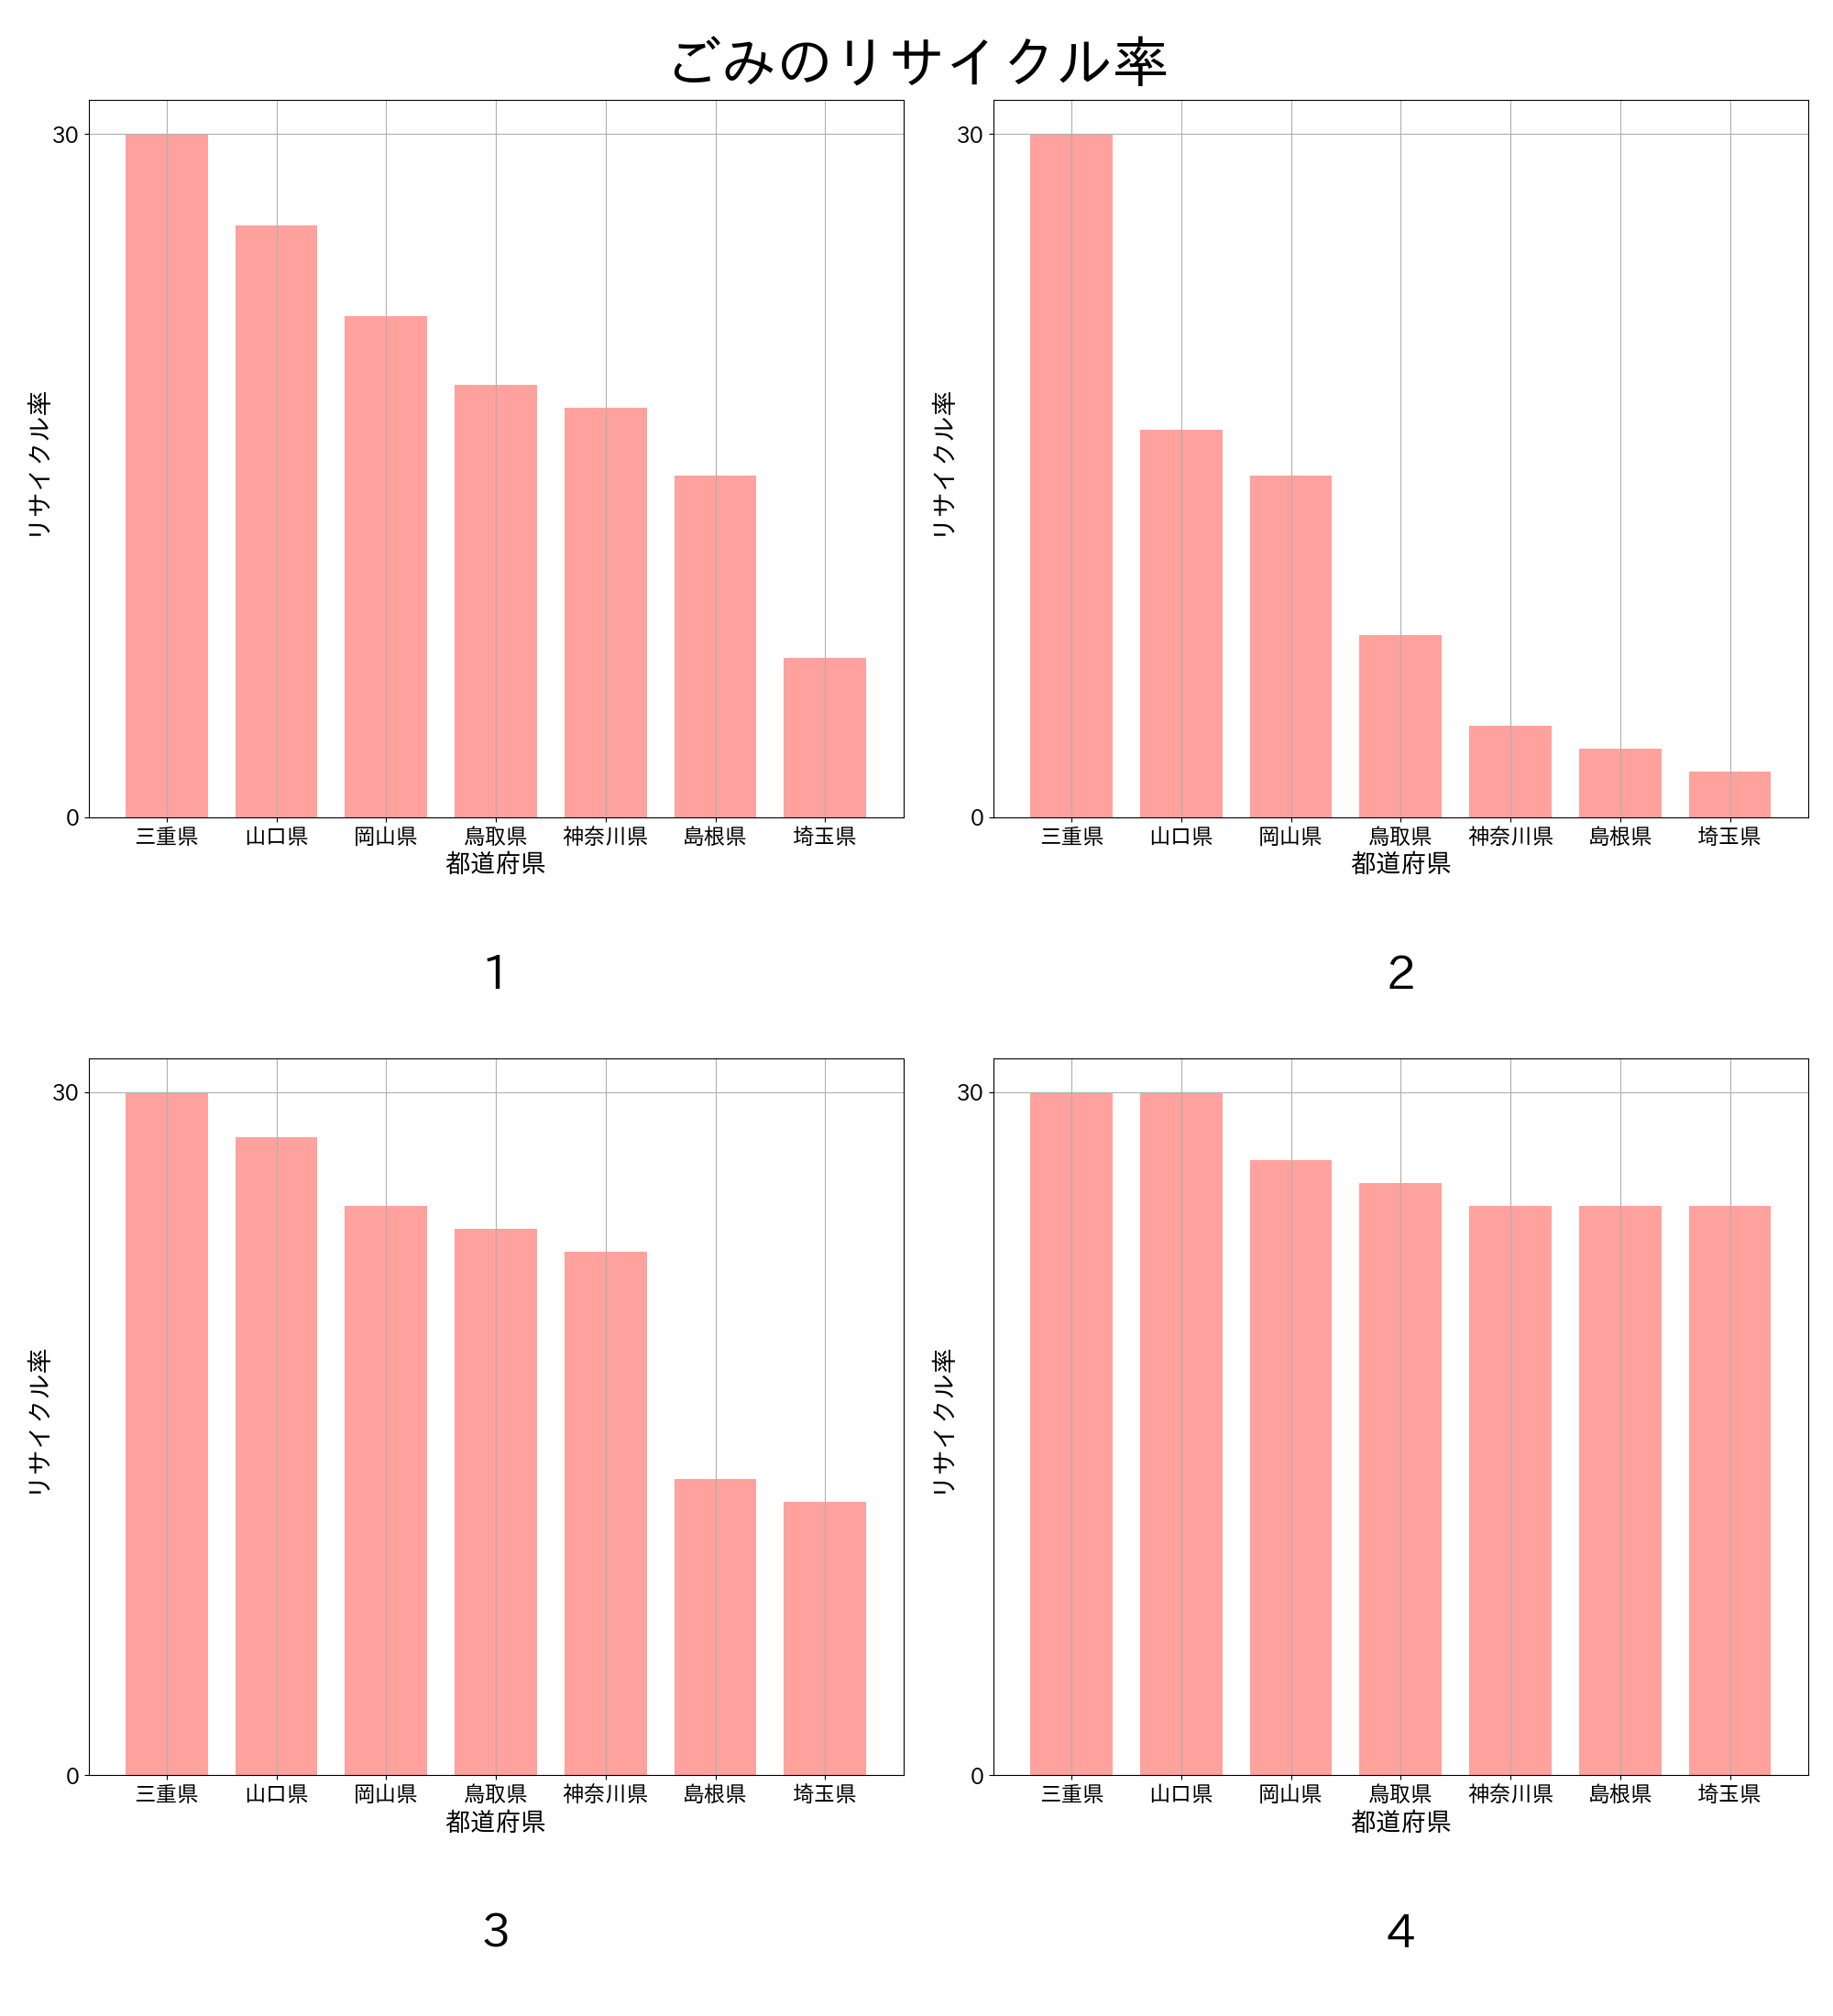 ごみのリサイクル率
30
0
リサイクル率
三重県 山口県 岡山県 鳥取県 神奈川県 島根県 埼玉県
都道府県
1
30
0
リサイクル率
三重県 山口県 岡山県 鳥取県 神奈川県 島根県 埼玉県
都道府県
2
30
0
リサイクル率
三重県 山口県 岡山県 鳥取県 神奈川県 島根県 埼玉県
都道府県
3
30
0
リサイクル率
三重県 山口県 岡山県 鳥取県 神奈川県 島根県 埼玉県
都道府県
4